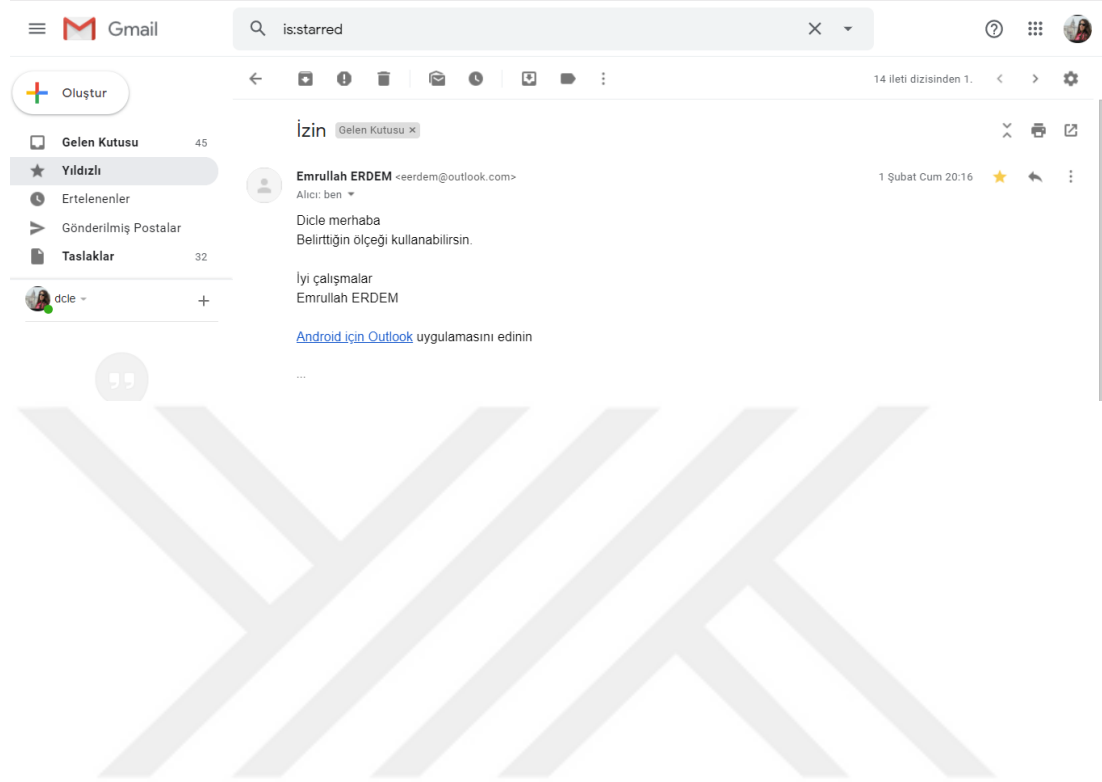 Gmail
is:starred
Oluştur
14 ileti dizisinden 1.
Gelen Kutusu 45
Yıldızlı
Ertelenenler
Gönderilmiş Postalar
Taslaklar 32
dcle
İzin Gelen Kutusu ×
Emrullah ERDEM <eerdem@outlook.com> 1 Şubat Cum 20:16
Alıcı: ben
Dicle merhaba
Belirttiğin ölçeği kullanabilirsin.
İyi çalışmalar
Emrullah ERDEM
Android için Outlook uygulamasını edinin
...